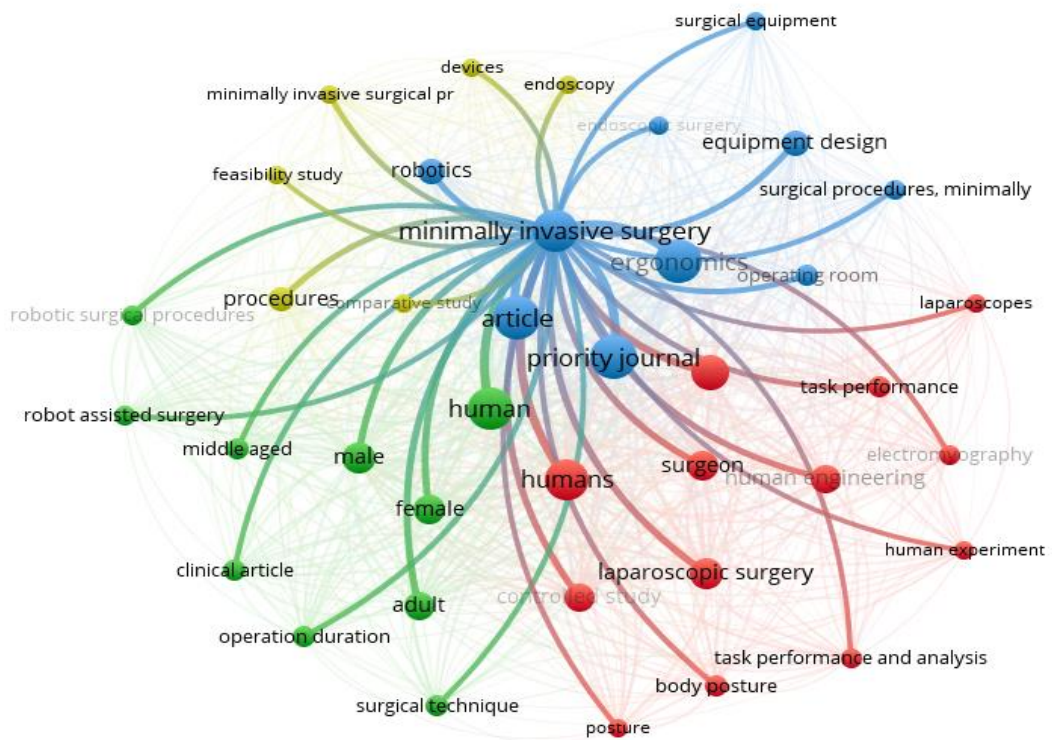 surgical equipment
devices
endoscopy
minimally invasive surgical pr
endoscopic surgery
equipment design
robotics
feasibility study
surgical procedures, minimally
minimally invasive surgery
ergonomics
operating room
procedures
comparative study
laparoscopes
robotic surgical procedures
article
priority journal
task performance
human
robot assisted surgery
middle aged
male
electromyography
surgeon
human engineering
humans
female
human experiment
clinical article
laparoscopic surgery
controlled study
adult
operation duration
task performance and analysis
body posture
surgical technique
posture